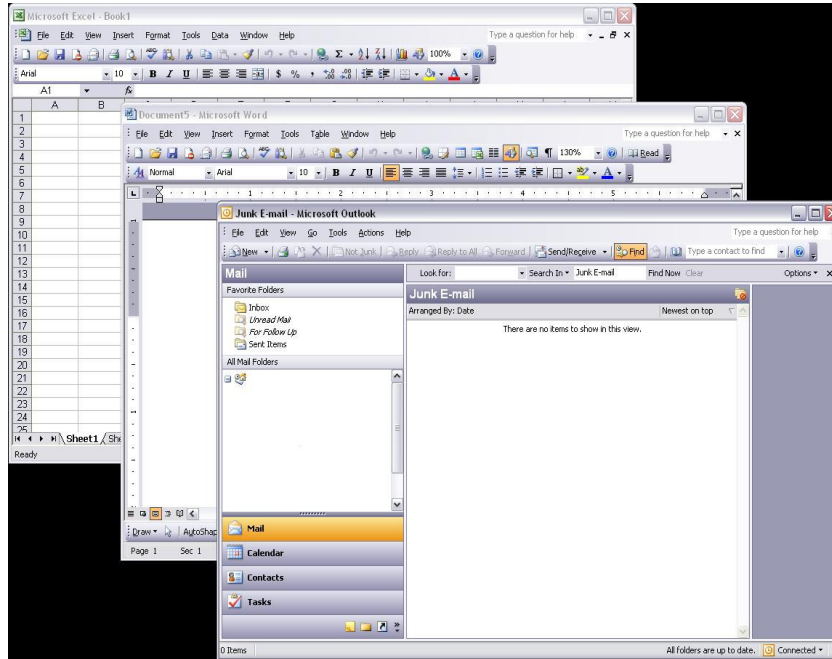 Microsoft Excel - Book1
File Edit View Insert Format Tools Data Window Help Type a question for help
100%
Arial 10 B I U $ % ,
A1 fx
A B
1
2
3
4
5
6
7
8
9
10
11
12
13
14
15
16
17
18
19
20
21
22
23
24
25
Sheet1 She
Ready
Document5 - Microsoft Word
File Edit View Insert Format Tools Table Window Help Type a question for help
130% Read
Normal Arial 10 B I U
1 2 3 4 5
Draw AutoShap
Page 1 Sec 1
Junk E-mail - Microsoft Outlook
File Edit View Go Tools Actions Help Type a question for help
New Not Junk Reply Reply to All Forward Send/Receive Find Type a contact to find
Mail
Look for: Search In Junk E-mail Find Now Clear Options
Favorite Folders
Inbox
Unread Mail
For Follow Up
Sent Items
All Mail Folders
Junk E-mail
Arranged By: Date Newest on top
There are no items to show in this view.
Mail
Calendar
Contacts
Tasks
0 Items All folders are up to date. Connected